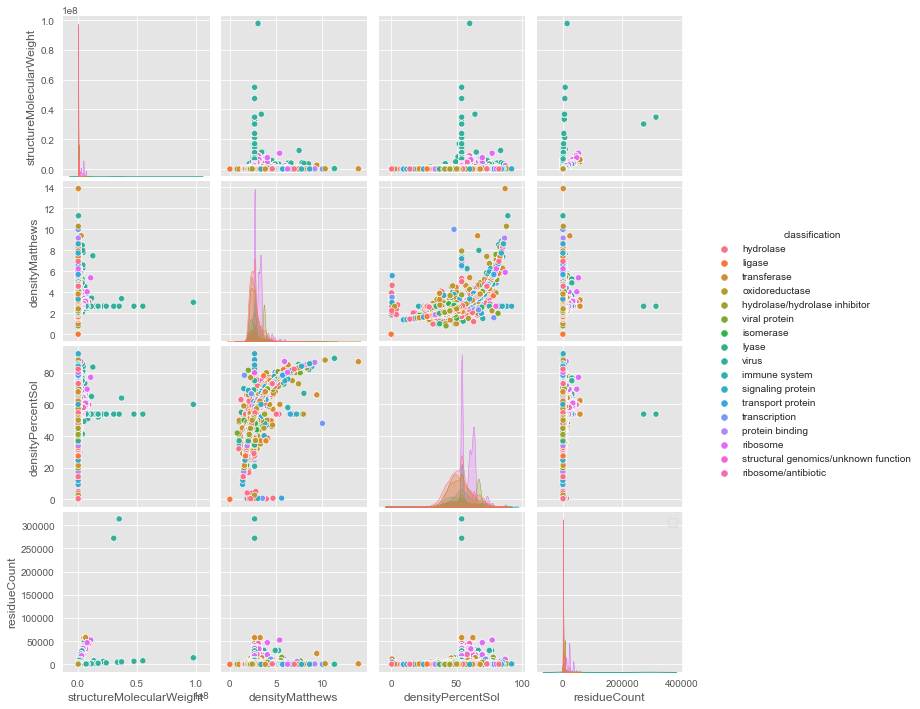 1e8
1.0
0.8
0.6
0.4
0.2
0.0
structureMolecularWeight
14
12
10
8
6
4
2
0
densityMatthews
80
60
40
20
0
densityPercentSol
300000
250000
200000
150000
100000
50000
0
residueCount
0.0 0.5 1.0
1e8
structureMolecularWeight
0 5 10
densityMatthews
0 50 100
densityPercentSol
0 200000 400000
residueCount
classification
hydrolase
ligase
transferase
oxidoreductase
hydrolase/hydrolase inhibitor
viral protein
isomerase
lyase
virus
immune system
signaling protein
transport protein
transcription
protein binding
ribosome
structural genomics/unknown function
ribosome/antibiotic